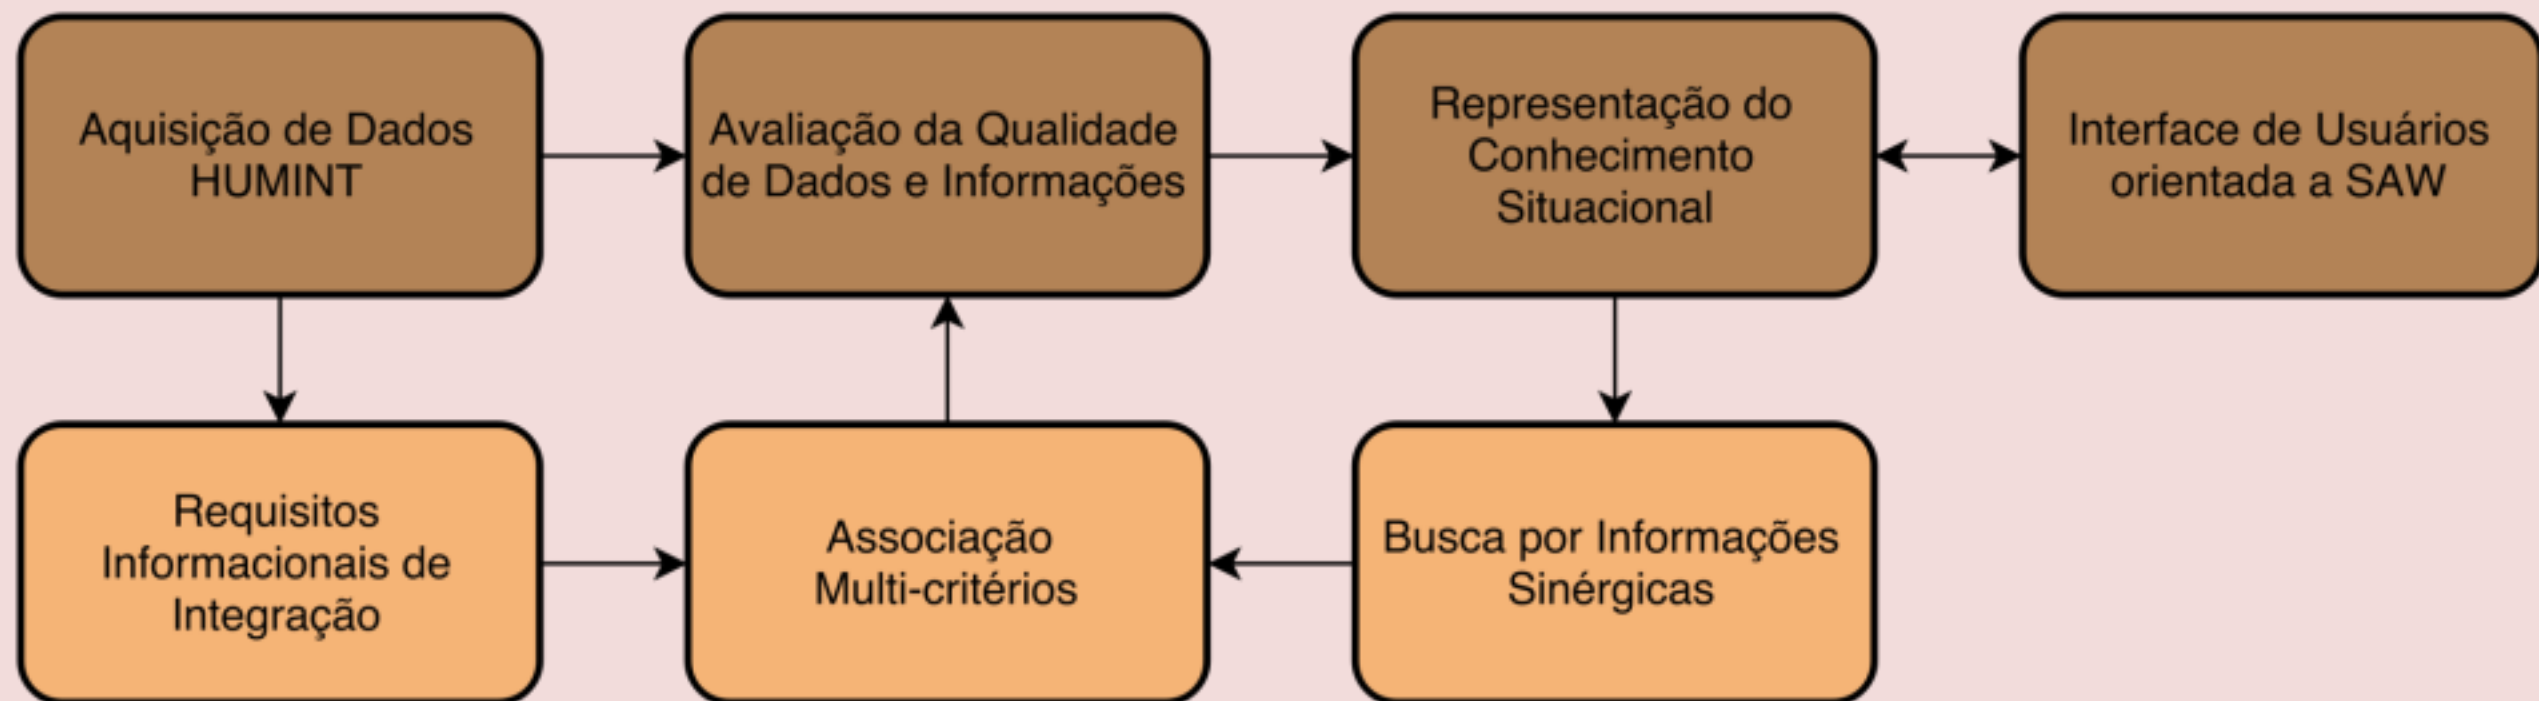 Aquisição de Dados
HUMINT
Avaliação da Qualidade
de Dados e Informações
Representação do
Conhecimento
Situacional
Interface de Usuários
orientada a SAW
Requisitos
Informacionais de
Integração
Associação
Multi-critérios
Busca por Informações
Sinérgicas